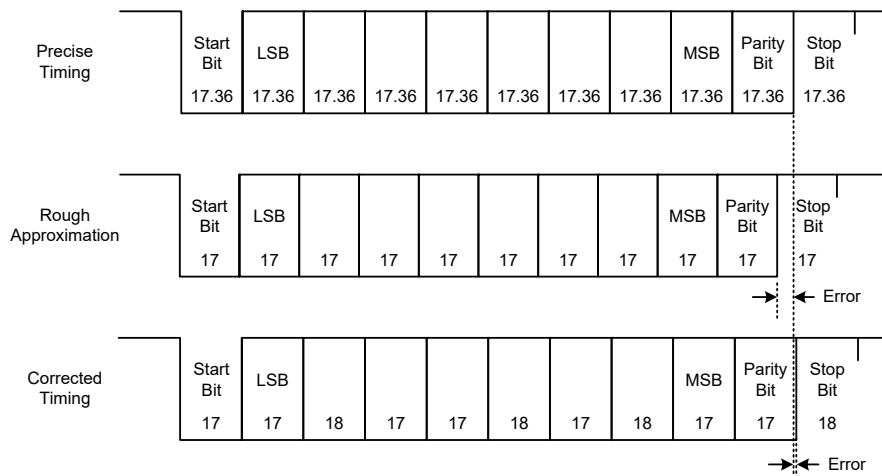 Precise
Timing
Start
Bit
LSB
MSB
Parity
Bit
Stop
Bit
17.36 17.36 17.36 17.36 17.36 17.36 17.36 17.36 17.36 17.36 17.36
Rough
Approximation
Start
Bit
LSB
MSB
Parity
Bit
Stop
Bit
17 17 17 17 17 17 17 17 17 17 17
Error
Corrected
Timing
Start
Bit
LSB
MSB
Parity
Bit
Stop
Bit
17 17 18 17 17 18 17 18 17 17 18
Error